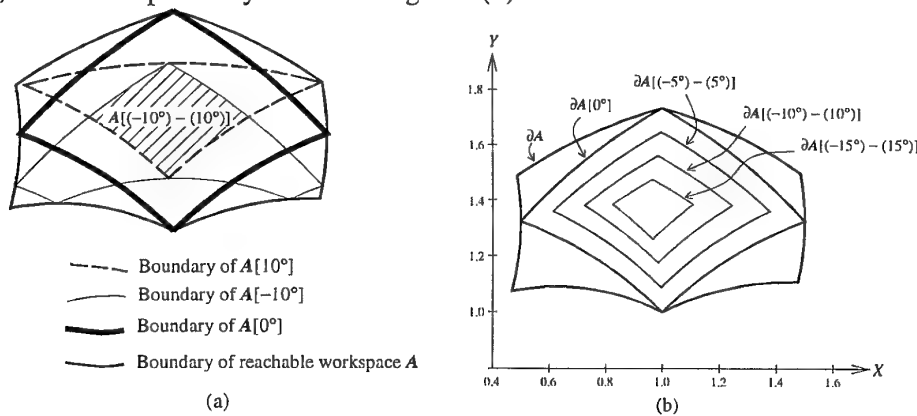 A[(−10°) − (10°)]
Boundary of A[10°]
Boundary of A[−10°]
Boundary of A[0°]
Boundary of reachable workspace A
(a)
Y
∂A[(−5°) − (5°)]
∂A[0°]
∂A[(−10°) − (10°)]
∂A
∂A[(−15°) − (15°)]
1.8
1.6
1.4
1.2
1.0
0.4 0.6 0.8 1.0 1.2 1.4 1.6
X
(b)